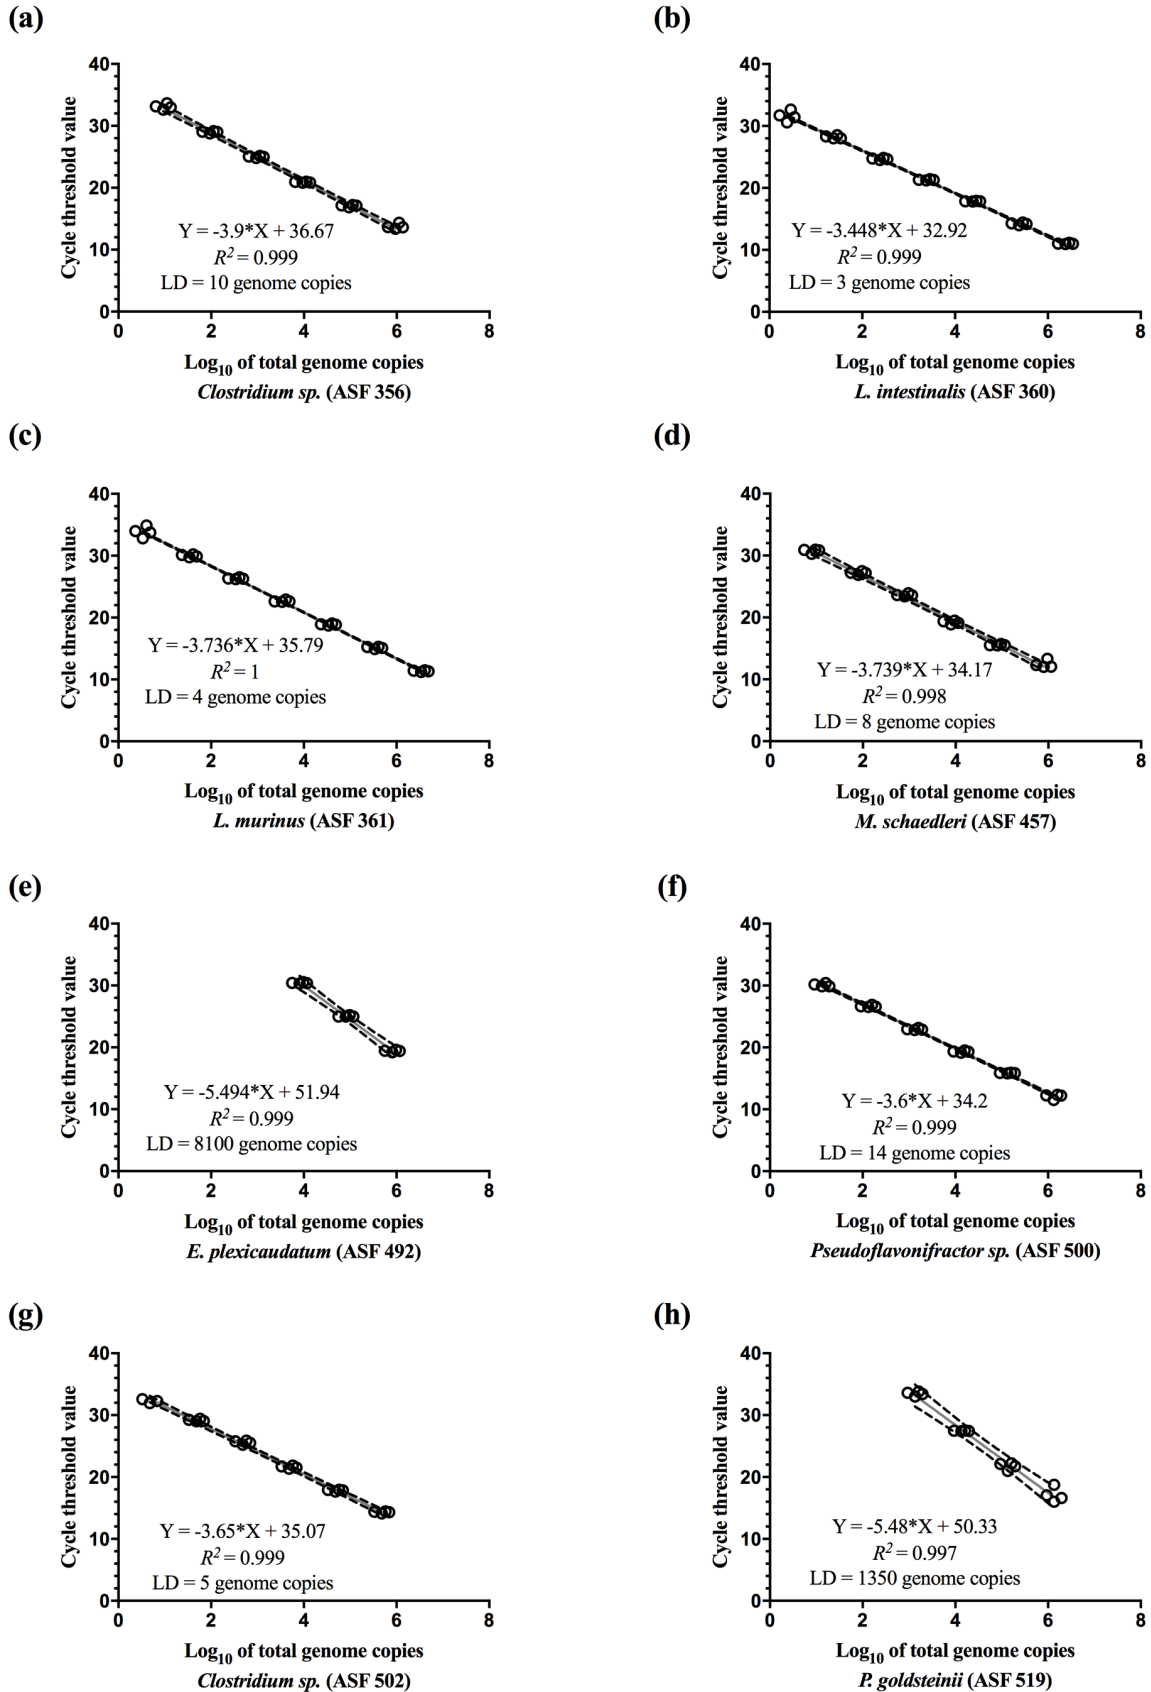 (a)
40
30
20
10
0
Cycle threshold value
Y = -3.9*X + 36.67
R² = 0.999
LD = 10 genome copies
0 2 4 6 8
Log₁₀ of total genome copies
Clostridium sp. (ASF 356)
(b)
40
30
20
10
0
Cycle threshold value
Y = -3.448*X + 32.92
R² = 0.999
LD = 3 genome copies
0 2 4 6 8
Log₁₀ of total genome copies
L. intestinalis (ASF 360)
(c)
40
30
20
10
0
Cycle threshold value
Y = -3.736*X + 35.79
R² = 1
LD = 4 genome copies
0 2 4 6 8
Log₁₀ of total genome copies
L. murinus (ASF 361)
(d)
40
30
20
10
0
Cycle threshold value
Y = -3.739*X + 34.17
R² = 0.998
LD = 8 genome copies
0 2 4 6 8
Log₁₀ of total genome copies
M. schaedleri (ASF 457)
(e)
40
30
20
10
0
Cycle threshold value
Y = -5.494*X + 51.94
R² = 0.999
LD = 8100 genome copies
0 2 4 6 8
Log₁₀ of total genome copies
E. plexicaudatum (ASF 492)
(f)
40
30
20
10
0
Cycle threshold value
Y = -3.6*X + 34.2
R² = 0.999
LD = 14 genome copies
0 2 4 6 8
Log₁₀ of total genome copies
Pseudoflavonifractor sp. (ASF 500)
(g)
40
30
20
10
0
Cycle threshold value
Y = -3.65*X + 35.07
R² = 0.999
LD = 5 genome copies
0 2 4 6 8
Log₁₀ of total genome copies
Clostridium sp. (ASF 502)
(h)
40
30
20
10
0
Cycle threshold value
Y = -5.48*X + 50.33
R² = 0.997
LD = 1350 genome copies
0 2 4 6 8
Log₁₀ of total genome copies
P. goldsteinii (ASF 519)